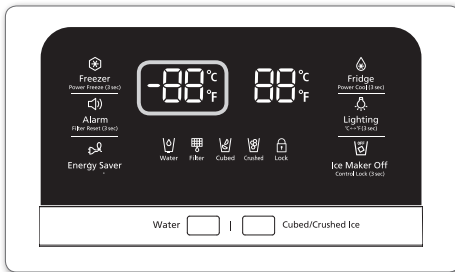 -88°C
°F
88°C
°F
Freezer
Power Freeze (3 sec)
Fridge
Power Cool (3 sec)
Alarm
Filter Reset (3 sec)
Lighting
°C↔°F(3 sec)
Energy Saver
Water
Filter
Cubed
Crushed
Lock
OFF
Ice Maker Off
Control Lock (3 sec)
Water
Cubed/Crushed Ice